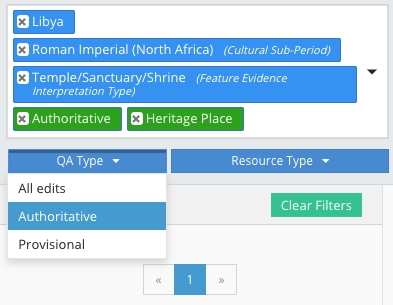 Libya
Roman Imperial (North Africa) (Cultural Sub-Period)
Temple/Sanctuary/Shrine (Feature Evidence
Interpretation Type)
Authoritative Heritage Place
QA Type Resource Type
All edits
Authoritative
Provisional
Clear Filters
« 1 »